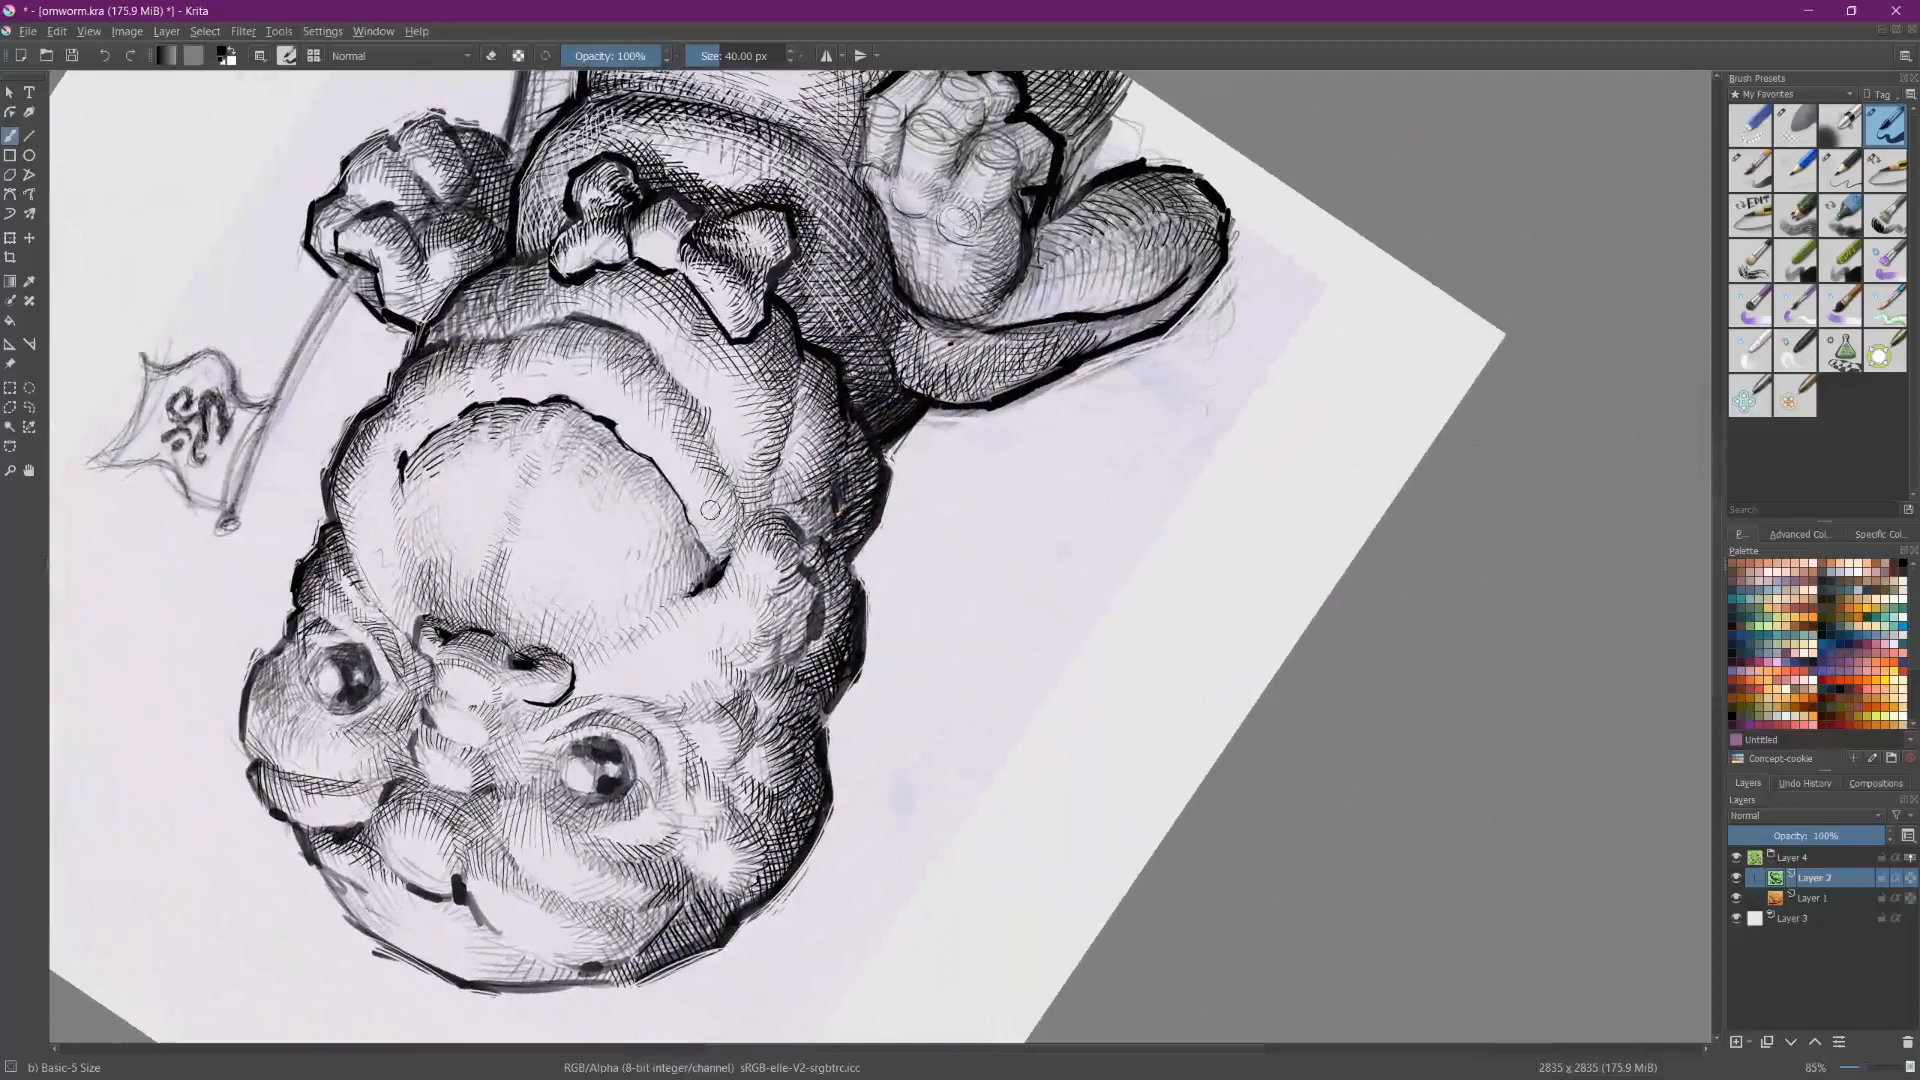 * - [omworm.kra (175.9 MiB) *] - Krita
File Edit View Image Layer Select Filter Tools Settings Window Help
Normal Opacity: 100% Size: 40.00 px
Brush Presets
My Favorites Tag
EDIT
Search
P... Advanced Col... Specific Col...
Palette
Untitled
Concept-cookie
Layers Undo History Compositions
Layers
Normal
Opacity: 100%
Layer 4
Layer 2
Layer 1
Layer 3
b) Basic-5 Size RGB/Alpha (8-bit integer/channel) sRGB-elle-V2-srgbtrc.icc 2835 x 2835 (175.9 MiB) 85%